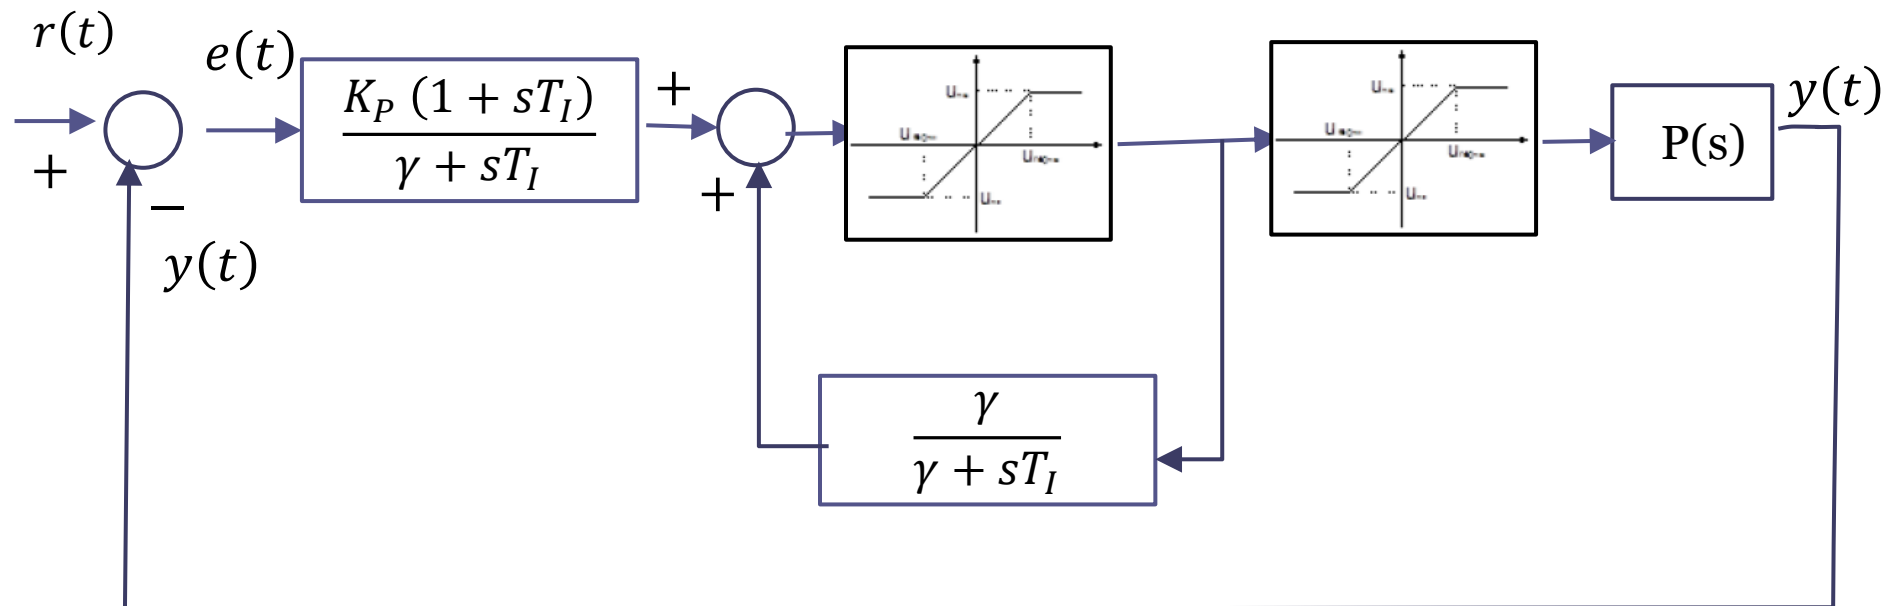 r(t)
e(t)
K_P (1 + sT_I)
γ + sT_I
+
+
P(s)
y(t)
+
−
y(t)
+
γ
γ + sT_I